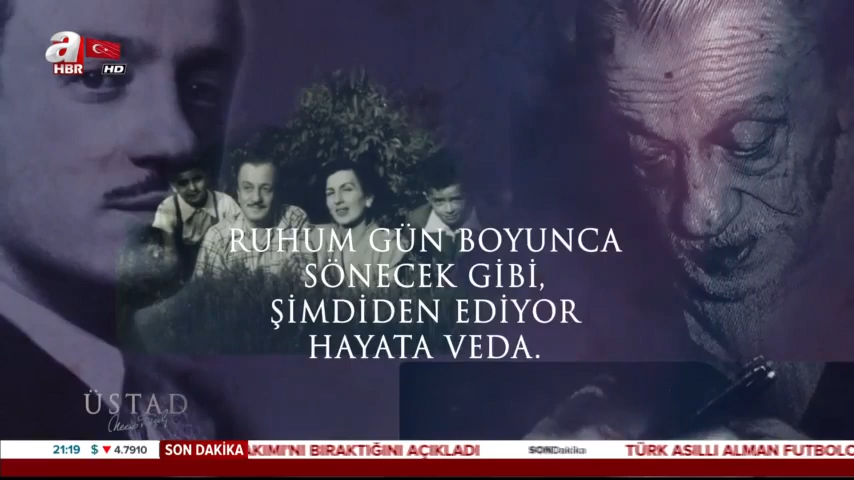 a
HBR
HD
RUHUM GÜN BOYUNCA
SÖNECEK GİBİ,
ŞİMDİDEN EDİYOR
HAYATA VEDA.
ÜSTAD
21:19 $ ▼ 4.7910 SON DAKİKA AKIMI'NI BIRAKTIĞINI AÇIKLADI SONDakika TÜRK ASILLI ALMAN FUTBOLC